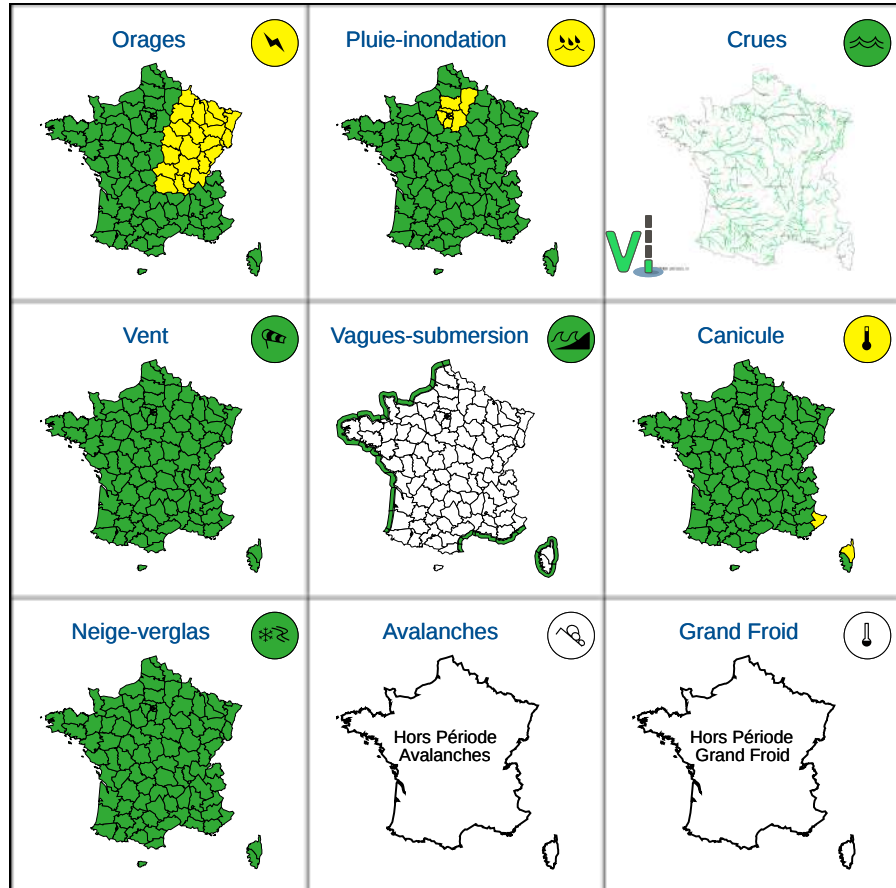 Orages
Pluie-inondation
Crues
Vent
Vagues-submersion
Canicule
Neige-verglas
Avalanches
Grand Froid
Hors Période
Avalanches
Hors Période
Grand Froid